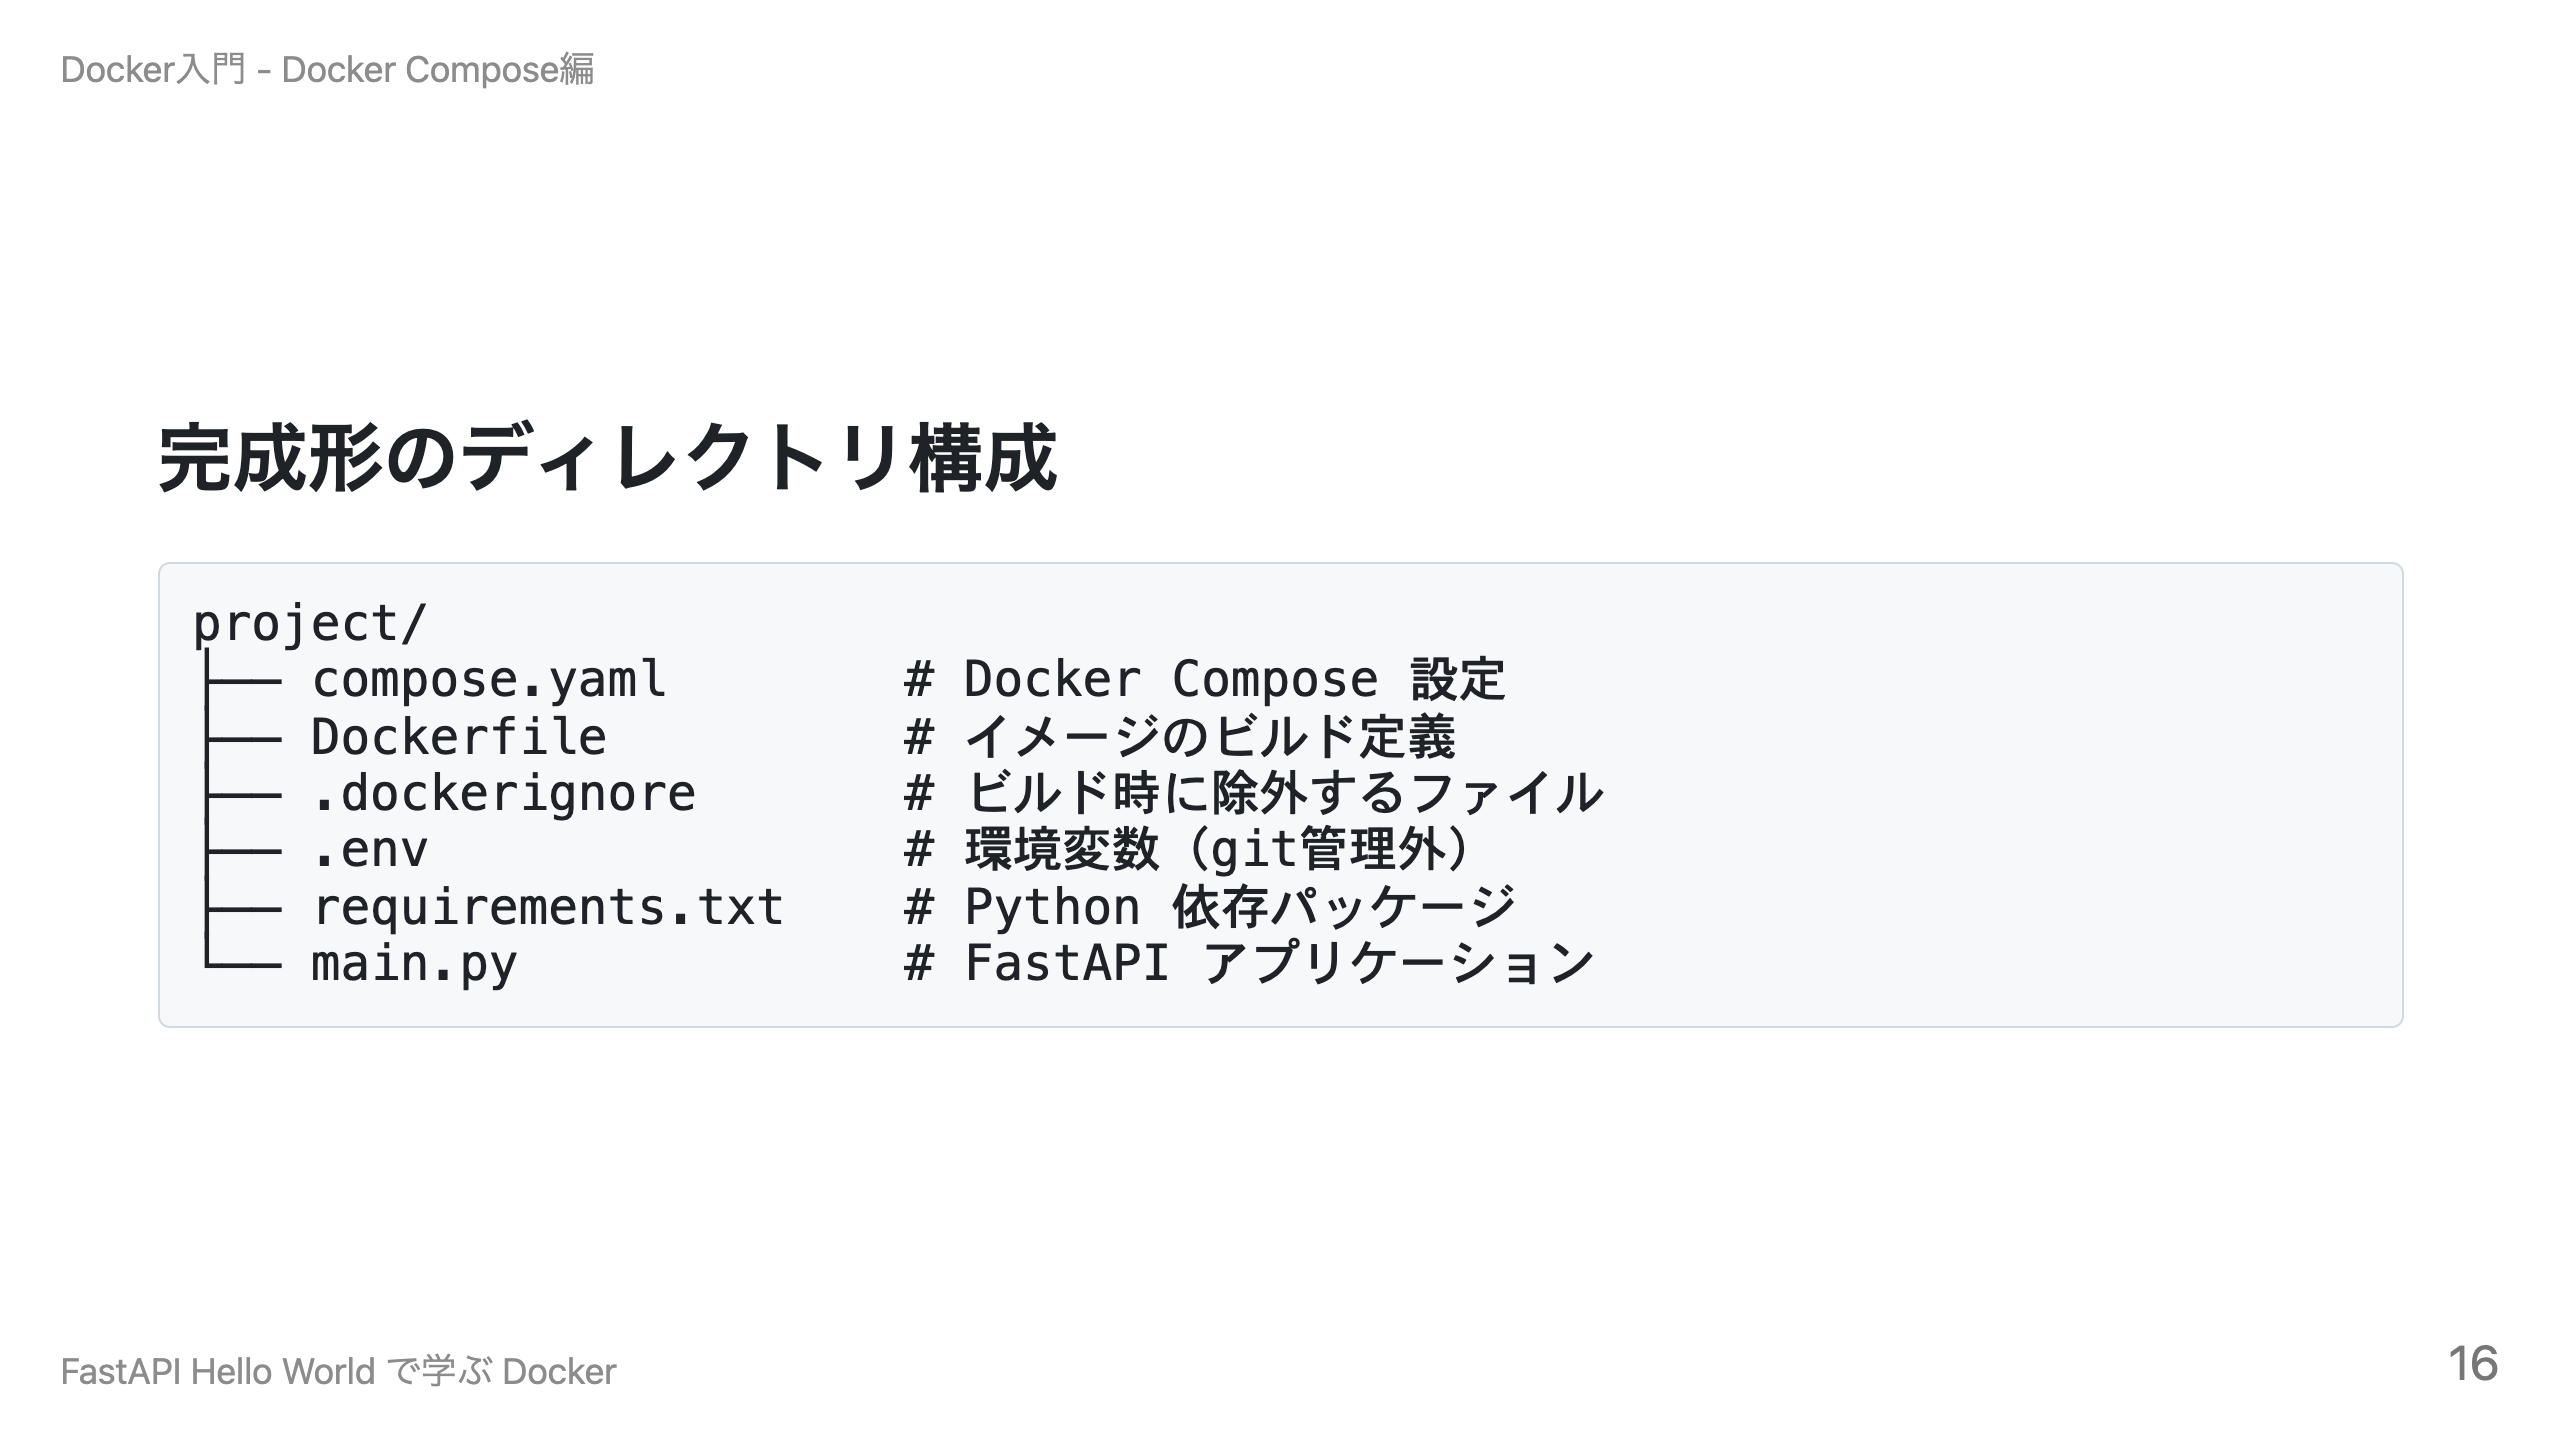 Docker入門 - Docker Compose編
完成形のディレクトリ構成
project/
├── compose.yaml        # Docker Compose 設定
├── Dockerfile          # イメージのビルド定義
├── .dockerignore       # ビルド時に除外するファイル
├── .env                # 環境変数（git管理外）
├── requirements.txt    # Python 依存パッケージ
└── main.py             # FastAPI アプリケーション
FastAPI Hello World で学ぶ Docker
16